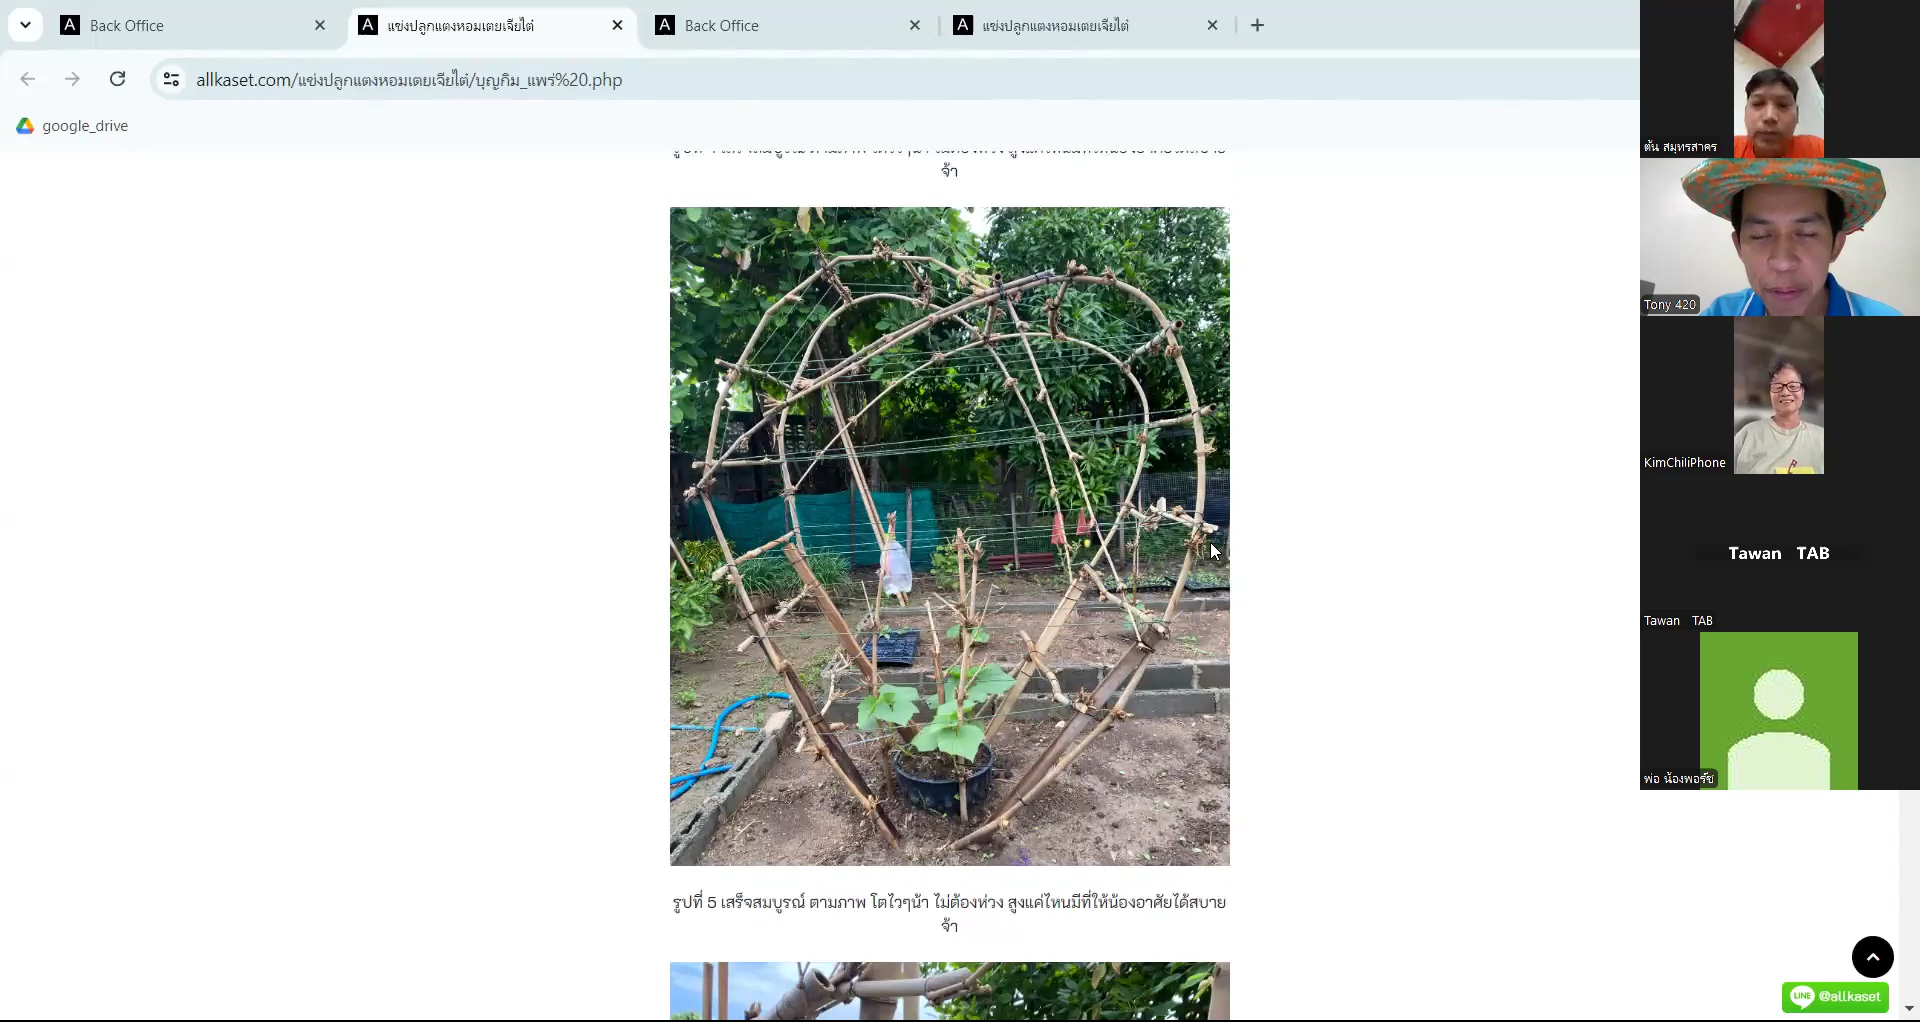 Back Office
แข่งปลูกแตงหอมเตยเจียไต๋
Back Office
แข่งปลูกแตงหอมเตยเจียไต๋
allkaset.com/แข่งปลูกแตงหอมเตยเจียไต๋/บุญกิม_แพร่%20.php
google_drive
จ้า
รูปที่ 5 เสร็จสมบูรณ์ ตามภาพ โตไวๆน้า ไม่ต้องห่วง สูงแค่ไหนมีที่ให้น้องอาศัยได้สบาย
จ้า
ต้น สมุทรสาคร
Tony 420
KimChiliPhone
Tawan TAB
Tawan TAB
พ่อ น้องพอร์ช
LINE @allkaset